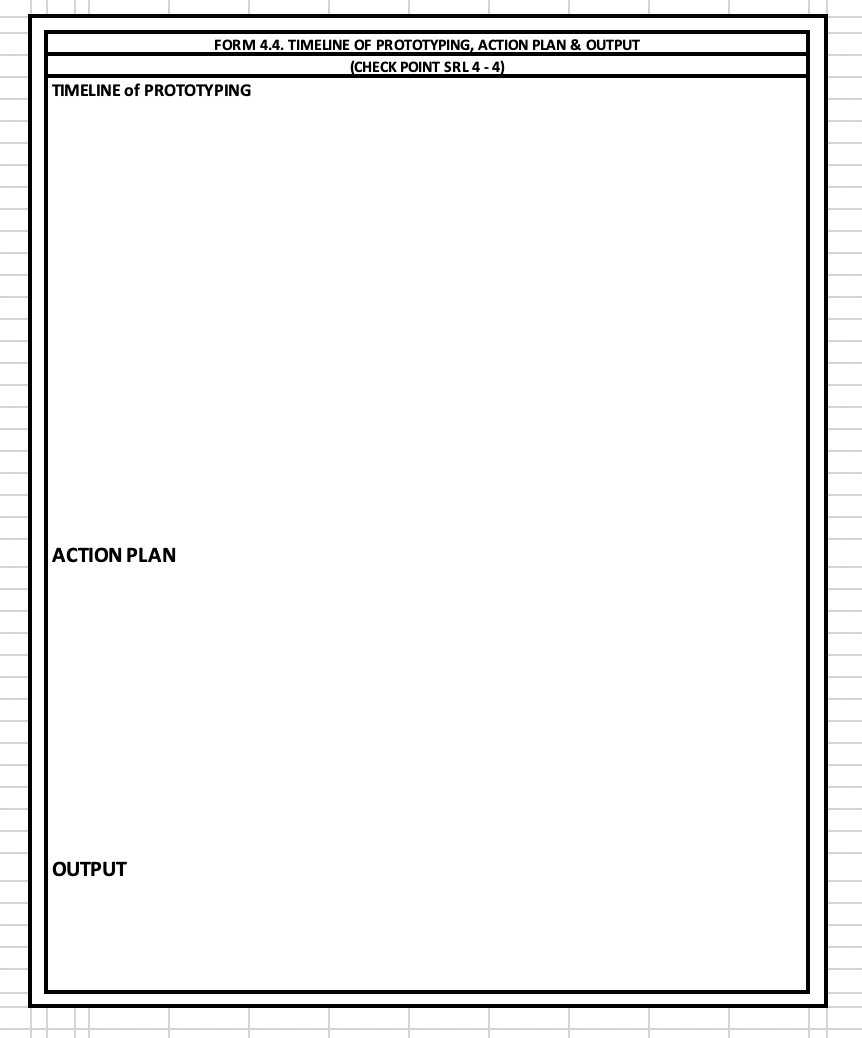 FORM 4.4. TIMELINE OF PROTOTYPING, ACTION PLAN & OUTPUT
(CHECK POINT SRL 4 - 4)
TIMELINE of PROTOTYPING
ACTION PLAN
OUTPUT